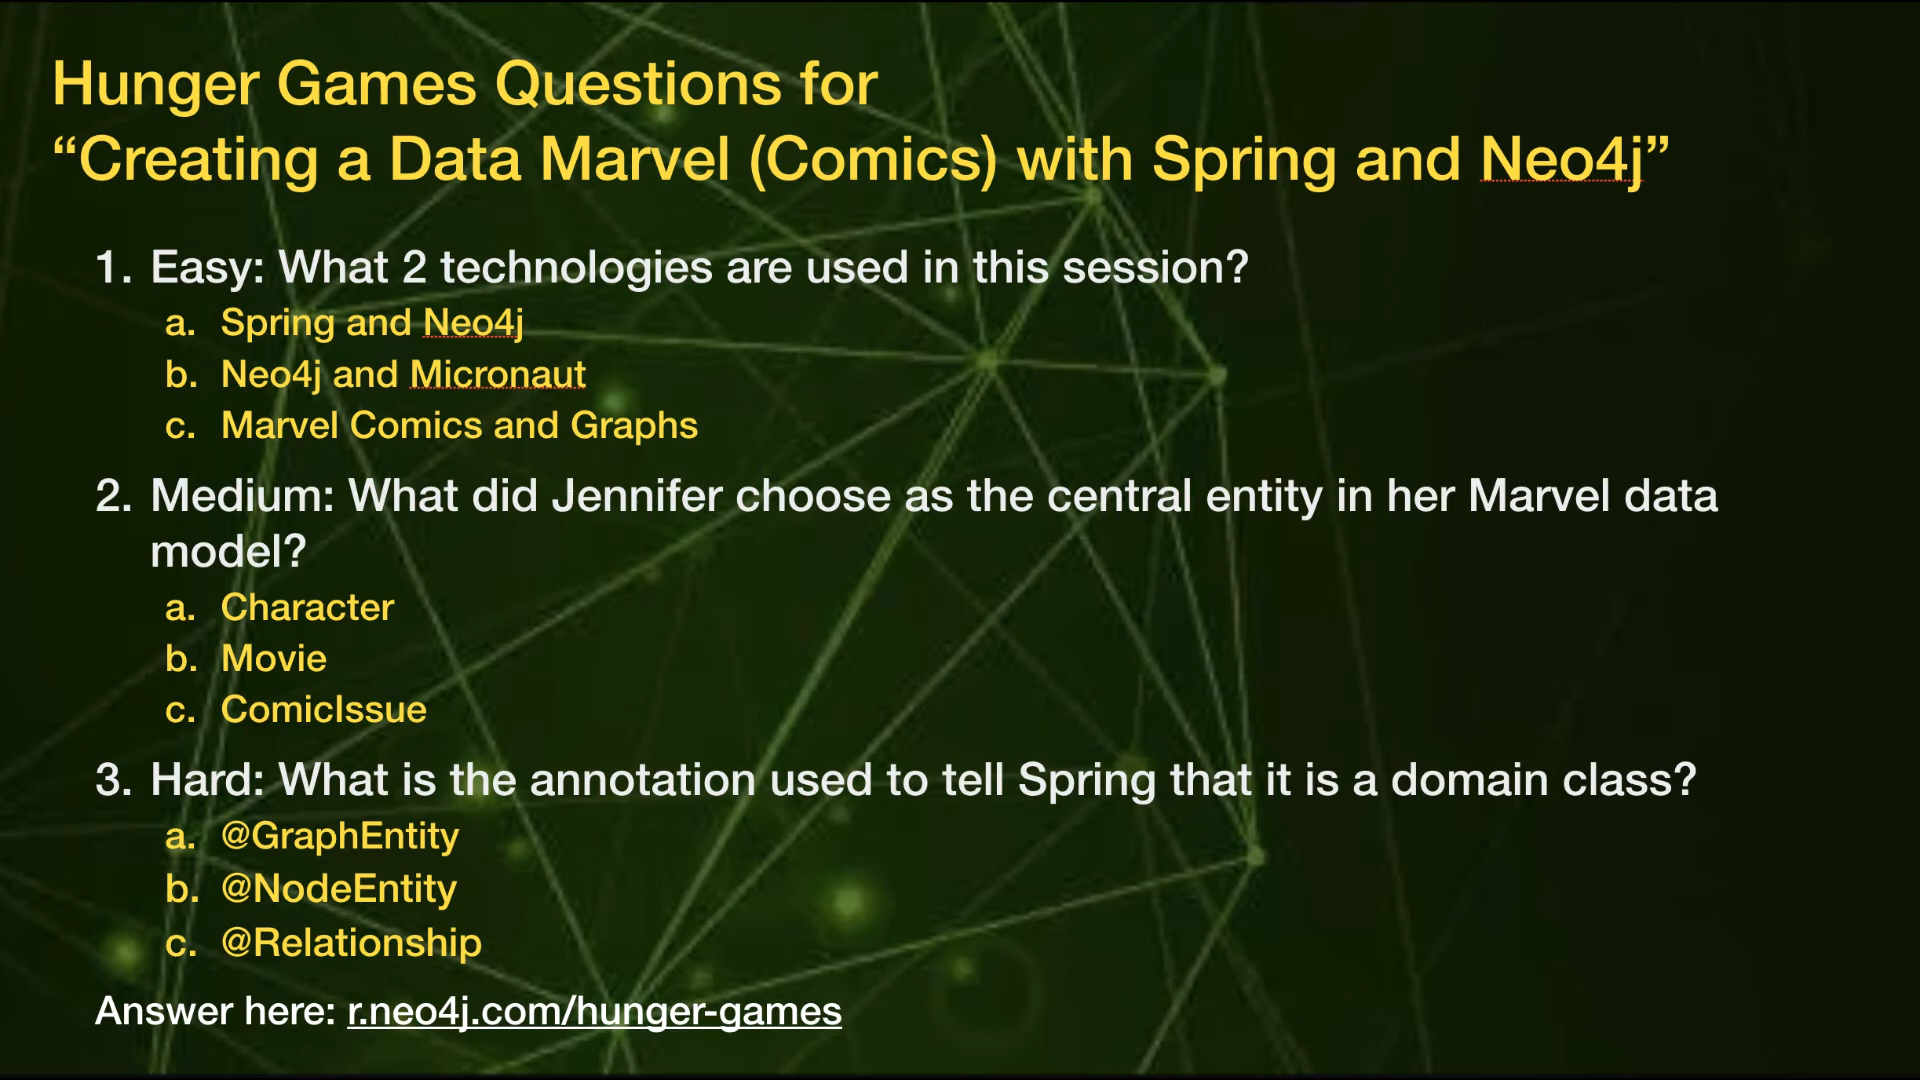 Hunger Games Questions for
“Creating a Data Marvel (Comics) with Spring and Neo4j”
1. Easy: What 2 technologies are used in this session?
a. Spring and Neo4j
b. Neo4j and Micronaut
c. Marvel Comics and Graphs
2. Medium: What did Jennifer choose as the central entity in her Marvel data
model?
a. Character
b. Movie
c. ComicIssue
3. Hard: What is the annotation used to tell Spring that it is a domain class?
a. @GraphEntity
b. @NodeEntity
c. @Relationship
Answer here: r.neo4j.com/hunger-games